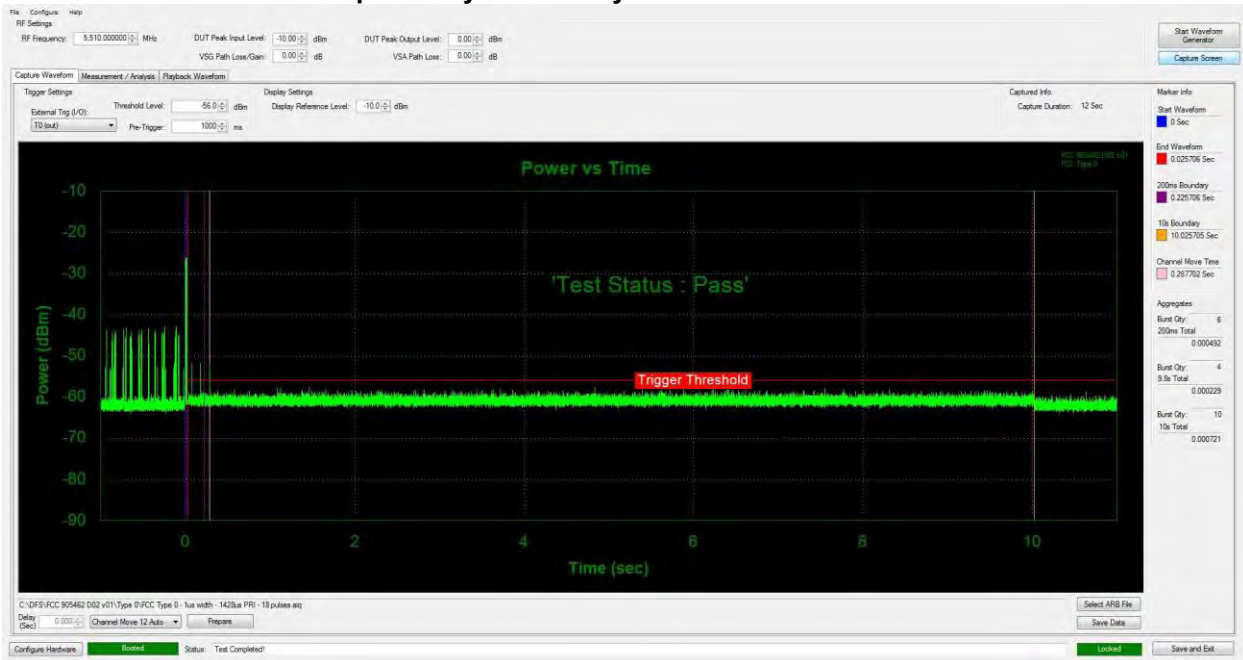 File Configure Help
RF Settings
RF Frequency: 5,510.000000 MHz DUT Peak Input Level: -10.00 dBm DUT Peak Output Level: 0.00 dBm
VSG Path Loss/Gain: 0.00 dB VSA Path Loss: 0.00 dB
Start Waveform
Generator
Capture Screen
Capture Waveform Measurement / Analysis Playback Waveform
Trigger Settings Display Settings Captured Info Marker Info
External Trig (I/O): Threshold Level: -56.0 dBm Display Reference Level: -10.0 dBm Capture Duration: 12 Sec
T0 (out) Pre-Trigger: 1000 ms
Start Waveform
0 Sec
End Waveform
0.025706 Sec
200ms Boundary
0.225706 Sec
10s Boundary
10.025705 Sec
Channel Move Time
0.287702 Sec
Aggregates
Burst Qty: 6
200ms Total
0.000492
Burst Qty: 4
9.8s Total
0.000229
Burst Qty: 10
10s Total
0.000721
Power vs Time
FCC 905462 D02 v01
FCC Type 0
'Test Status : Pass'
Trigger Threshold
Power (dBm)
-10
-20
-30
-40
-50
-60
-70
-80
-90
0 2 4 6 8 10
Time (sec)
C:\DFS\FCC 905462 D02 v01\Type 0\FCC Type 0 - 1us width - 1428us PRI - 18 pulses.aiq
Select ARB File
Delay
(Sec) 0.000 Channel Move 12 Auto Prepare Save Data
Configure Hardware Booted Status: Test Completed! Locked Save and Exit